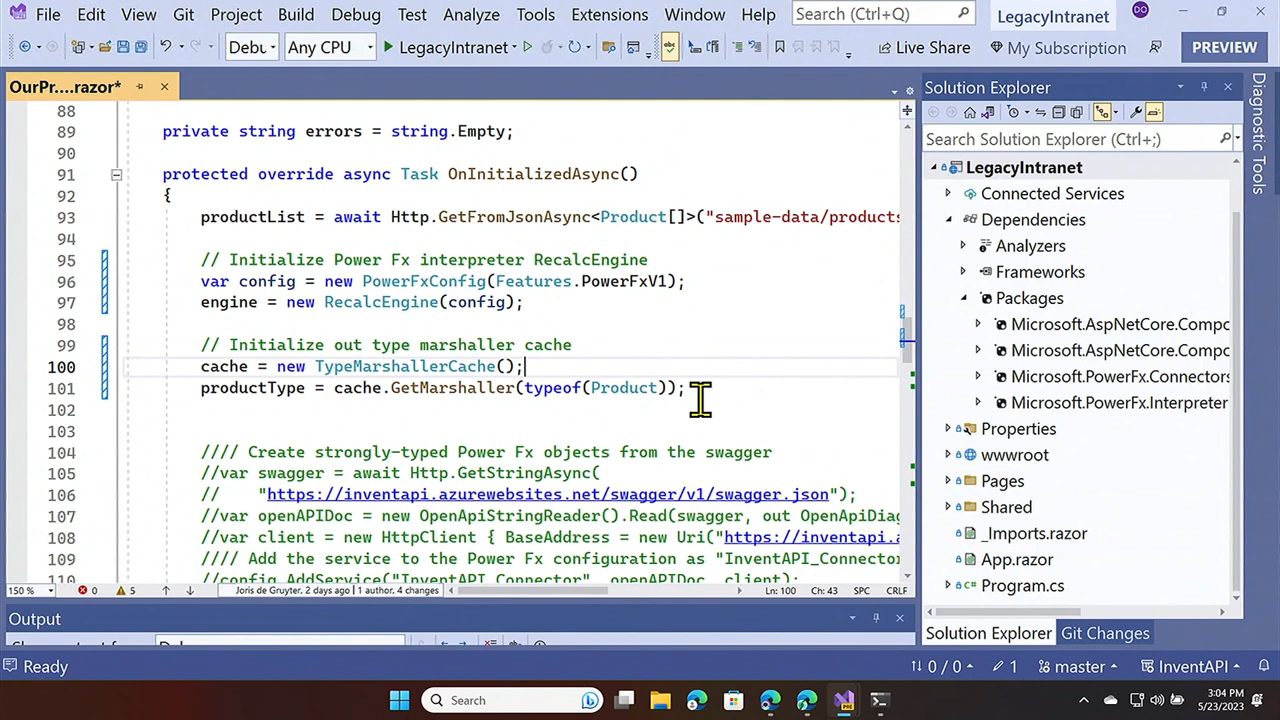 File Edit View Git Project Build Debug Test Analyze Tools Extensions Window Help Search (Ctrl+Q) LegacyIntranet DO
Debu Any CPU LegacyIntranet Live Share My Subscription PREVIEW
OurPr....razor*
88
89 private string errors = string.Empty;
90
91 protected override async Task OnInitializedAsync()
92 {
93 productList = await Http.GetFromJsonAsync<Product[]>("sample-data/products
94
95 // Initialize Power Fx interpreter RecalcEngine
96 var config = new PowerFxConfig(Features.PowerFxV1);
97 engine = new RecalcEngine(config);
98
99 // Initialize out type marshaller cache
100 cache = new TypeMarshallerCache();
101 productType = cache.GetMarshaller(typeof(Product));
102
103
104 //// Create strongly-typed Power Fx objects from the swagger
105 //var swagger = await Http.GetStringAsync(
106 // "https://inventapi.azurewebsites.net/swagger/v1/swagger.json");
107 //var openAPIDoc = new OpenApiStringReader().Read(swagger, out OpenApiDiag
108 //var client = new HttpClient { BaseAddress = new Uri("https://inventapi.a
109 //// Add the service to the Power Fx configuration as "InventAPI_Connector
110 //config.AddService("InventAPI_Connector", openAPIDoc, client);
150 % 0 5 Joris de Gruyter, 2 days ago | 1 author, 4 changes Ln: 100 Ch: 43 SPC CRLF
Output
Solution Explorer
Search Solution Explorer (Ctrl+;)
LegacyIntranet
Connected Services
Dependencies
Analyzers
Frameworks
Packages
Microsoft.AspNetCore.Compo
Microsoft.AspNetCore.Compo
Microsoft.PowerFx.Connectors
Microsoft.PowerFx.Interpreter
Properties
wwwroot
Pages
Shared
_Imports.razor
App.razor
Program.cs
Solution Explorer Git Changes
Diagnostic Tools
Ready 0 / 0 1 master InventAPI
Search
3:04 PM
5/23/2023